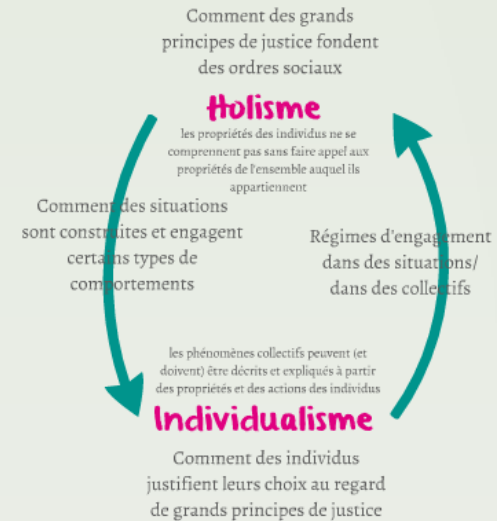 Comment des grands
principes de justice fondent
des ordres sociaux
Holisme
les propriétés des individus ne se
comprennent pas sans faire appel aux
propriétés de l'ensemble auquel ils
appartiennent
Comment des situations
sont construites et engagent
certains types de
comportements
Régimes d'engagement
dans des situations/
dans des collectifs
les phénomènes collectifs peuvent (et
doivent) être décrits et expliqués à partir
des propriétés et des actions des individus
Individualisme
Comment des individus
justifient leurs choix au regard
de grands principes de justice